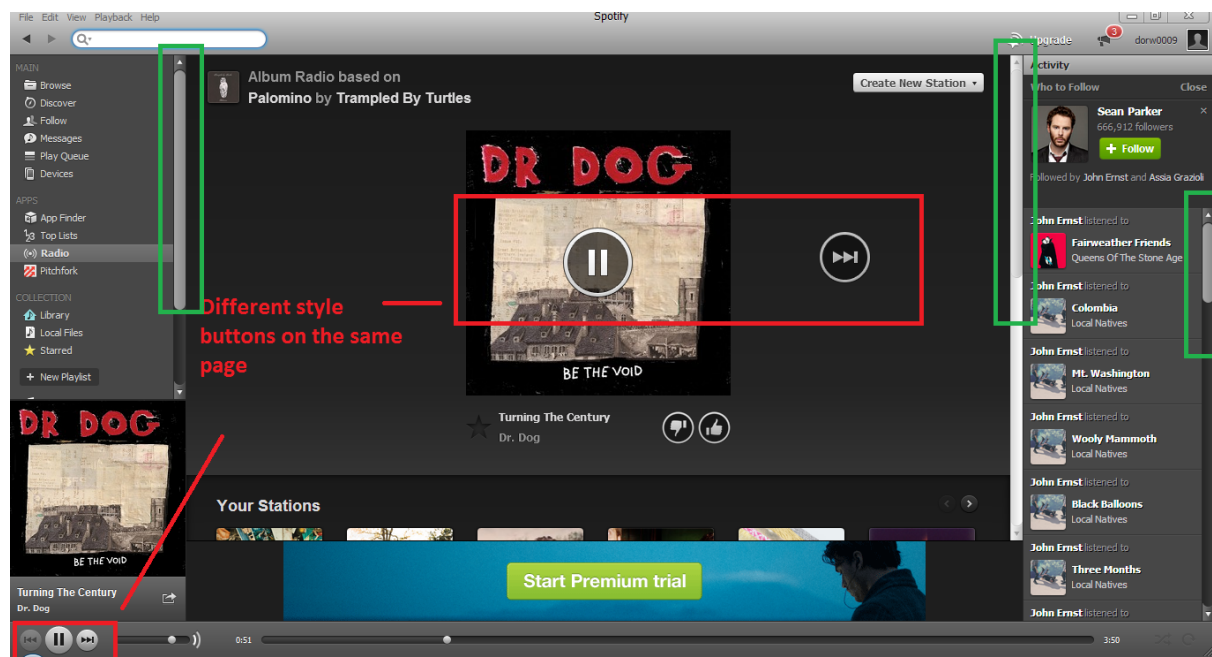 File Edit View Playback Help
Spotify
Upgrade
3
dorw0009
MAIN
Browse
Discover
Follow
Messages
Play Queue
Devices
APPS
App Finder
Top Lists
Radio
Pitchfork
COLLECTION
Library
Local Files
Starred
+ New Playlist
DR DOG
BE THE VOID
Turning The Century
Dr. Dog
Album Radio based on
Palomino by Trampled By Turtles
Create New Station
DR DOG
BE THE VOID
Different style
buttons on the same
page
Turning The Century
Dr. Dog
Your Stations
Start Premium trial
Activity
Who to Follow
Close
Sean Parker
666,912 followers
+ Follow
Followed by John Ernst and Assia Grazioli
John Ernst listened to
Fairweather Friends
Queens Of The Stone Age
John Ernst listened to
Colombia
Local Natives
John Ernst listened to
Mt. Washington
Local Natives
John Ernst listened to
Wooly Mammoth
Local Natives
John Ernst listened to
Black Balloons
Local Natives
John Ernst listened to
Three Months
Local Natives
John Ernst listened to
0:51
3:50